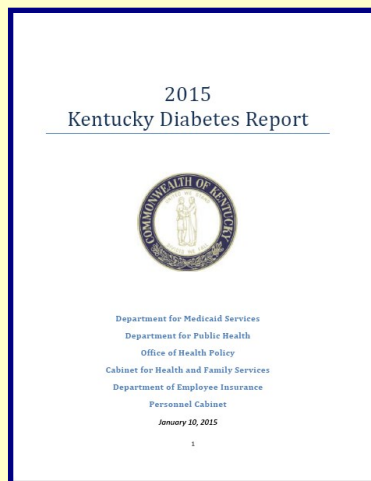 2015
Kentucky Diabetes Report
COMMONWEALTH OF KENTUCKY
Department for Medicaid Services
Department for Public Health
Office of Health Policy
Cabinet for Health and Family Services
Department of Employee Insurance
Personnel Cabinet
January 10, 2015
1